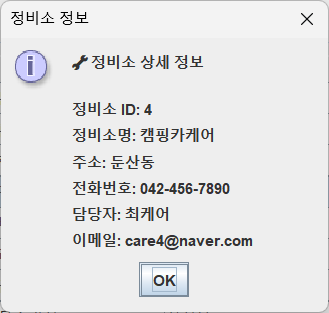 정비소 정보
정비소 상세 정보
정비소 ID: 4
정비소명: 캠핑카케어
주소: 둔산동
전화번호: 042-456-7890
담당자: 최케어
이메일: care4@naver.com
OK